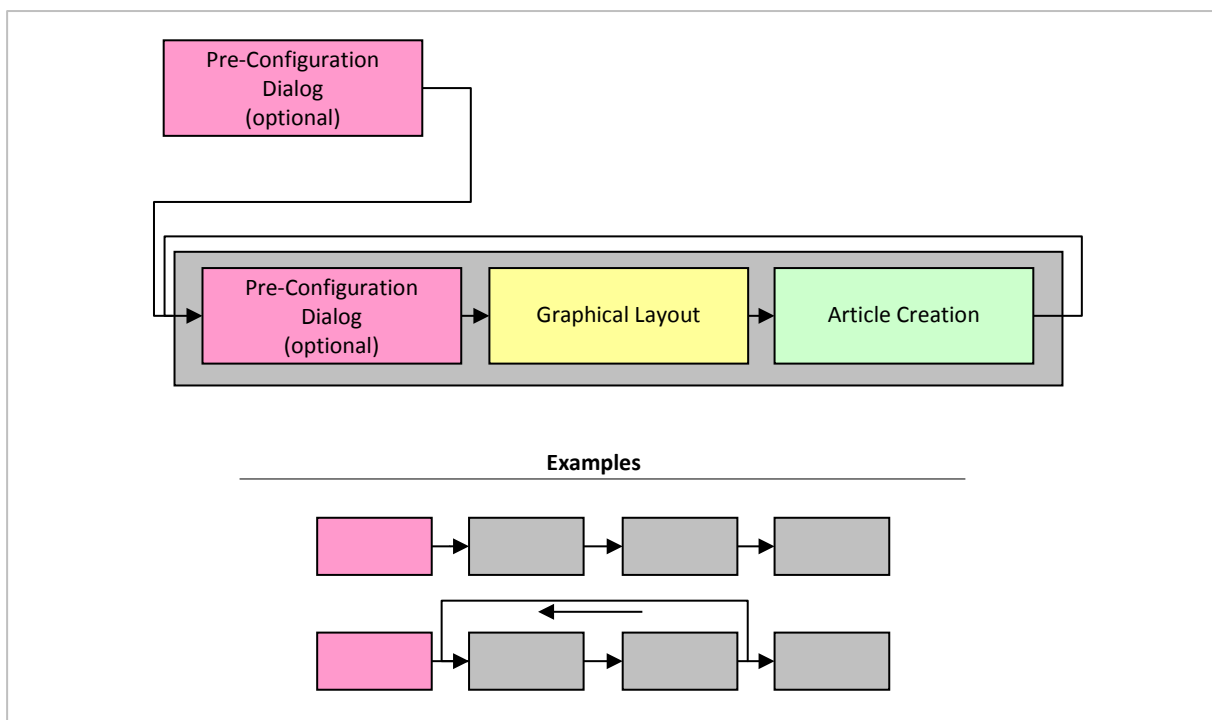 Pre-Configuration
Dialog
(optional)
Pre-Configuration
Dialog
(optional)
Graphical Layout
Article Creation
Examples